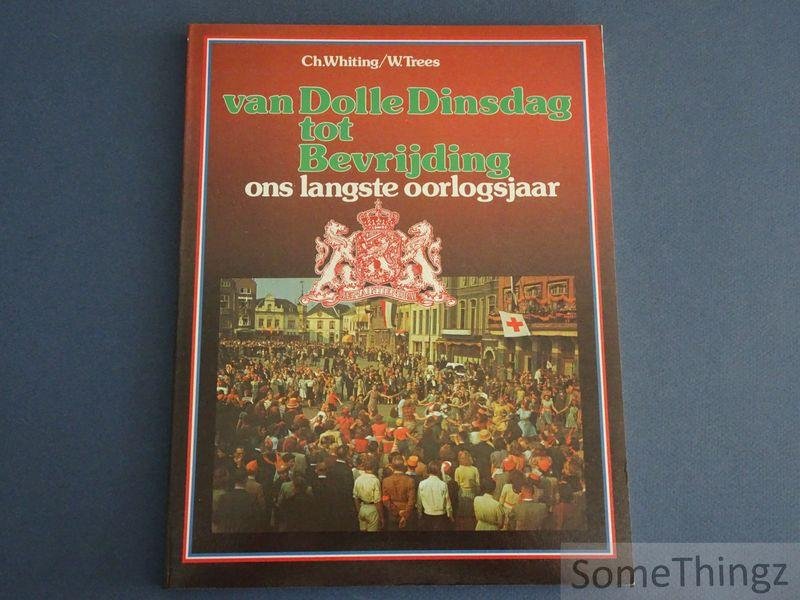 Ch.Whiting/W.Trees
van Dolle Dinsdag
tot
Bevrijding
ons langste oorlogsjaar
SomeThingz